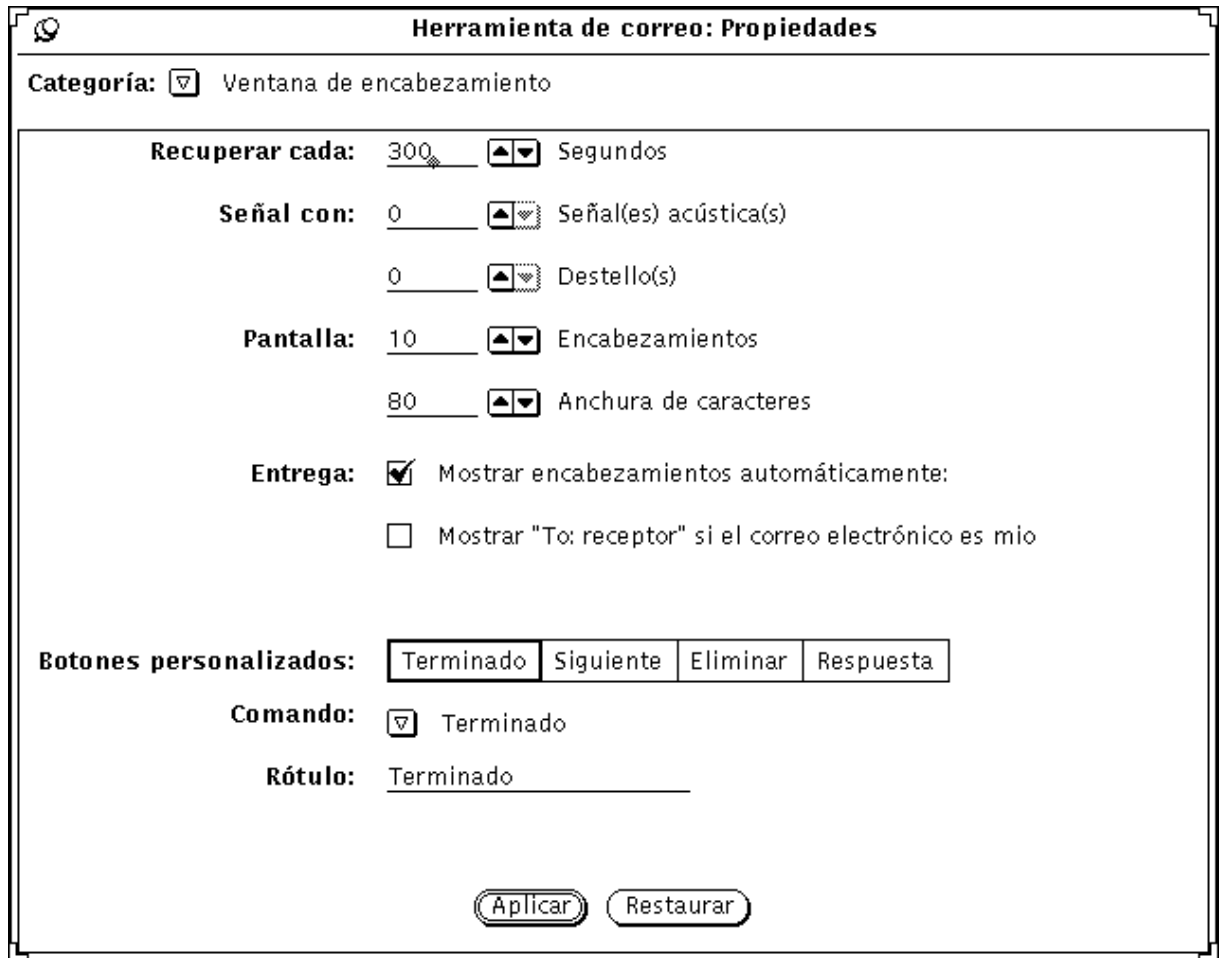 Herramienta de correo: Propiedades
Categoría: Ventana de encabezamiento
Recuperar cada: 300 Segundos
Señal con: 0 Señal(es) acústica(s)
0 Destello(s)
Pantalla: 10 Encabezamientos
80 Anchura de caracteres
Entrega: Mostrar encabezamientos automáticamente:
Mostrar "To: receptor" si el correo electrónico es mio
Botones personalizados: Terminado Siguiente Eliminar Respuesta
Comando: Terminado
Rótulo: Terminado
Aplicar Restaurar